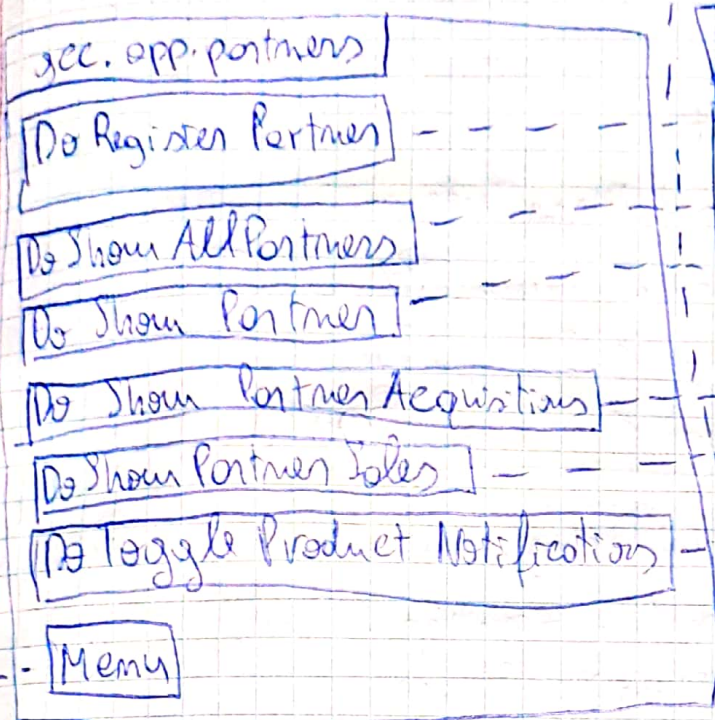 gcc.app.partners
Do Register Partner
Do Show All Partners
Do Show Partner
Do Show Partner Acquisitions
Do Show Partner Sales
Do Toggle Product Notifications
Menu